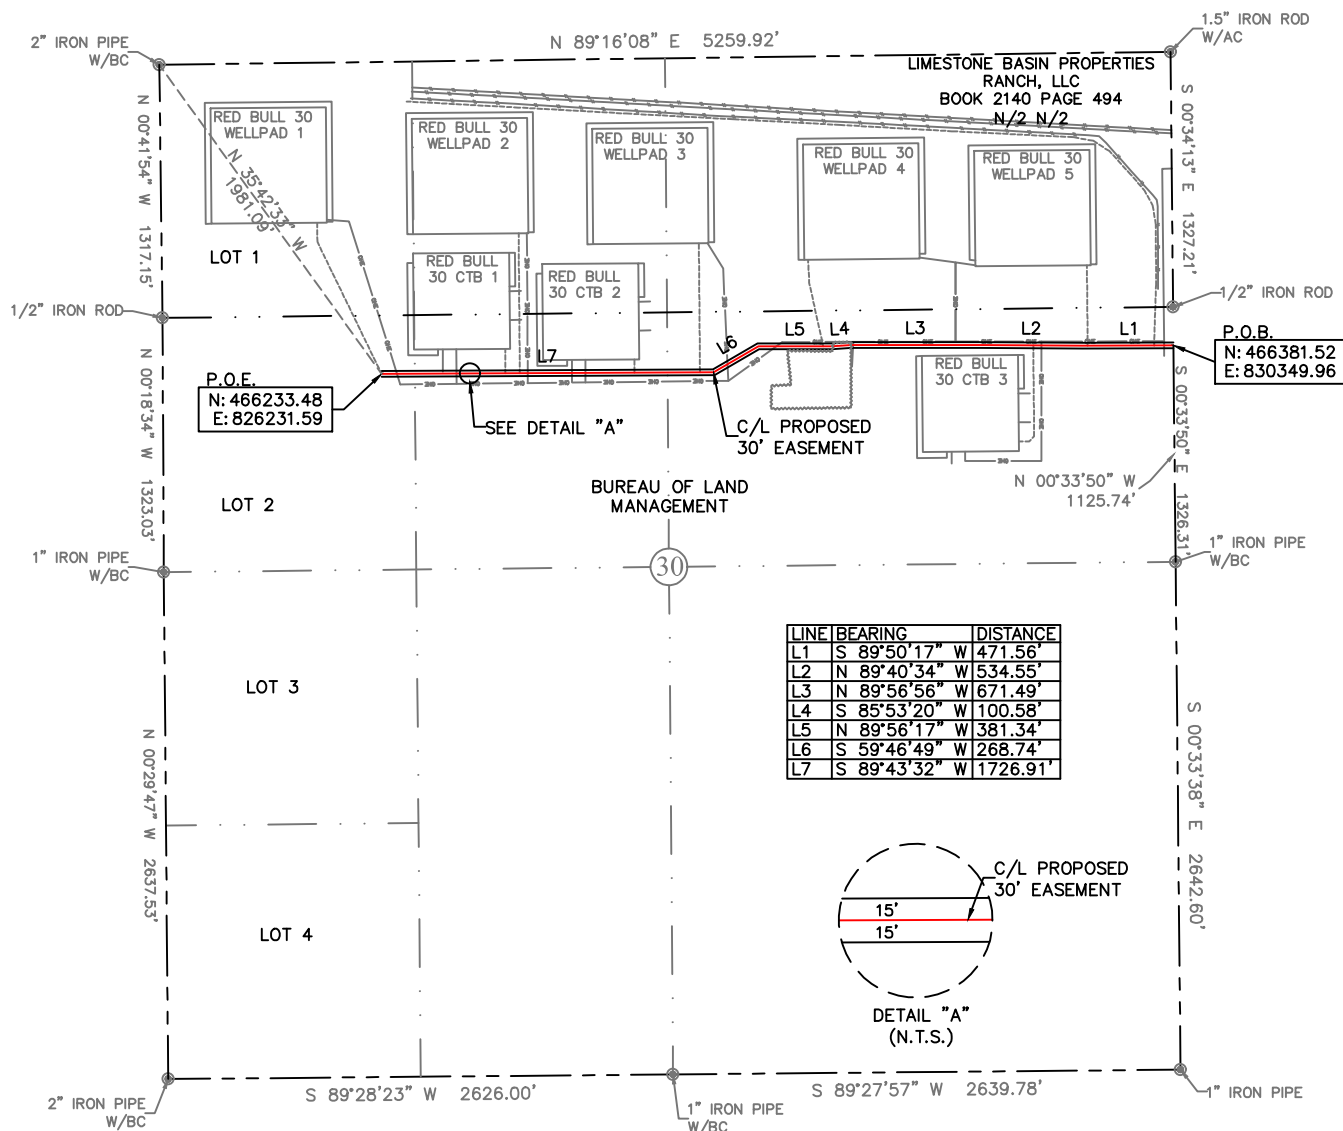 2” IRON PIPE
W/BC
N 89°16’08” E 5259.92’
1.5” IRON ROD
W/AC
LIMESTONE BASIN PROPERTIES
RANCH, LLC
BOOK 2140 PAGE 494
N/2 N/2
N 00°41’54” W 1317.15’
S 00°34’13” E 1327.21’
RED BULL 30
WELLPAD 1
RED BULL 30
WELLPAD 2
RED BULL 30
WELLPAD 3
RED BULL 30
WELLPAD 4
RED BULL 30
WELLPAD 5
N 35°42’33” W
1981.09’
LOT 1
RED BULL
30 CTB 1
RED BULL
30 CTB 2
1/2” IRON ROD
1/2” IRON ROD
L7
L6
L5
L4
L3
L2
L1
P.O.B.
N: 466381.52
E: 830349.96
P.O.E.
N: 466233.48
E: 826231.59
RED BULL
30 CTB 3
SEE DETAIL ”A”
C/L PROPOSED
30’ EASEMENT
N 00°18’34” W 1323.03’
S 00°33’50” E 1326.31’
N 00°33’50” W
1125.74’
LOT 2
BUREAU OF LAND
MANAGEMENT
1” IRON PIPE
W/BC
30
1” IRON PIPE
W/BC
LINE BEARING DISTANCE
L1 S 89°50’17” W 471.56’
L2 N 89°40’34” W 534.55’
L3 N 89°56’56” W 671.49’
L4 S 85°53’20” W 100.58’
L5 N 89°56’17” W 381.34’
L6 S 59°46’49” W 268.74’
L7 S 89°43’32” W 1726.91’
LOT 3
N 00°29’47” W 2637.53’
S 00°33’38” E 2642.60’
C/L PROPOSED
30’ EASEMENT
15’
15’
LOT 4
DETAIL ”A”
(N.T.S.)
S 89°28’23” W 2626.00’
S 89°27’57” W 2639.78’
2” IRON PIPE
W/BC
1” IRON PIPE
W/BC
1” IRON PIPE